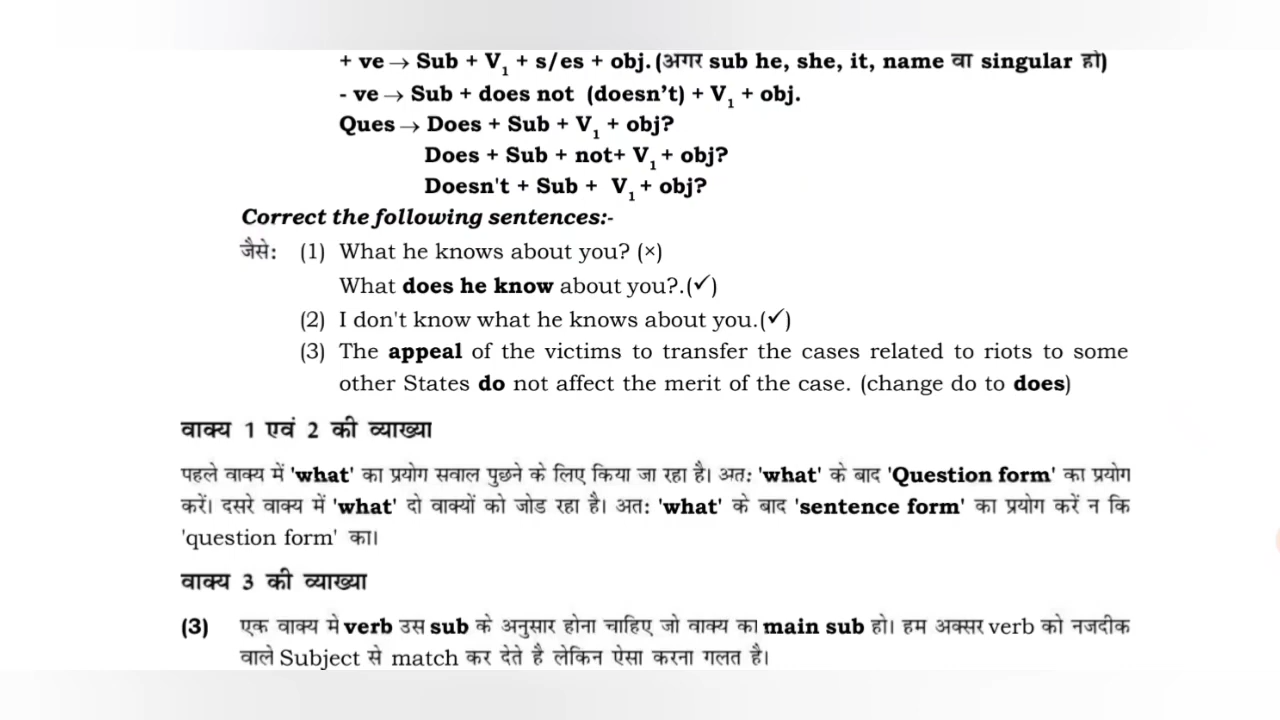 + ve → Sub + V₁ + s/es + obj. (अगर sub he, she, it, name वा singular हो)
- ve → Sub + does not (doesn’t) + V₁ + obj.
Ques → Does + Sub + V₁ + obj?
Does + Sub + not+ V₁ + obj?
Doesn't + Sub + V₁ + obj?
Correct the following sentences:-
जैसे: (1) What he knows about you? (×)
What does he know about you?.(✓)
(2) I don't know what he knows about you.(✓)
(3) The appeal of the victims to transfer the cases related to riots to some
other States do not affect the merit of the case. (change do to does)
वाक्य 1 एवं 2 की व्याख्या
पहले वाक्य में 'what' का प्रयोग सवाल पुछने के लिए किया जा रहा है। अत: 'what' के बाद 'Question form' का प्रयोग
करें। दसरे वाक्य में 'what' दो वाक्यों को जोड रहा है। अत: 'what' के बाद 'sentence form' का प्रयोग करें न कि
'question form' का।
वाक्य 3 की व्याख्या
(3) एक वाक्य मे verb उस sub के अनुसार होना चाहिए जो वाक्य का main sub हो। हम अक्सर verb को नजदीक
वाले Subject से match कर देते है लेकिन ऐसा करना गलत है।